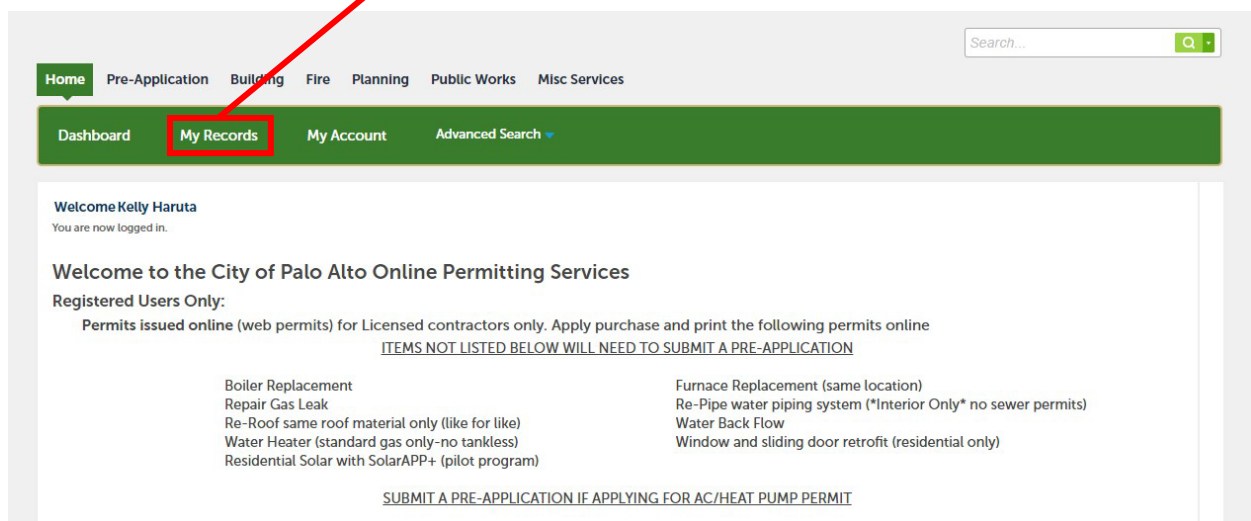 Search...
Home Pre-Application Building Fire Planning Public Works Misc Services
Dashboard My Records My Account Advanced Search
Welcome Kelly Haruta
You are now logged in.
Welcome to the City of Palo Alto Online Permitting Services
Registered Users Only:
Permits issued online (web permits) for Licensed contractors only. Apply purchase and print the following permits online
ITEMS NOT LISTED BELOW WILL NEED TO SUBMIT A PRE-APPLICATION
Boiler Replacement
Repair Gas Leak
Re-Roof same roof material only (like for like)
Water Heater (standard gas only-no tankless)
Residential Solar with SolarAPP+ (pilot program)
Furnace Replacement (same location)
Re-Pipe water piping system (*Interior Only* no sewer permits)
Water Back Flow
Window and sliding door retrofit (residential only)
SUBMIT A PRE-APPLICATION IF APPLYING FOR AC/HEAT PUMP PERMIT